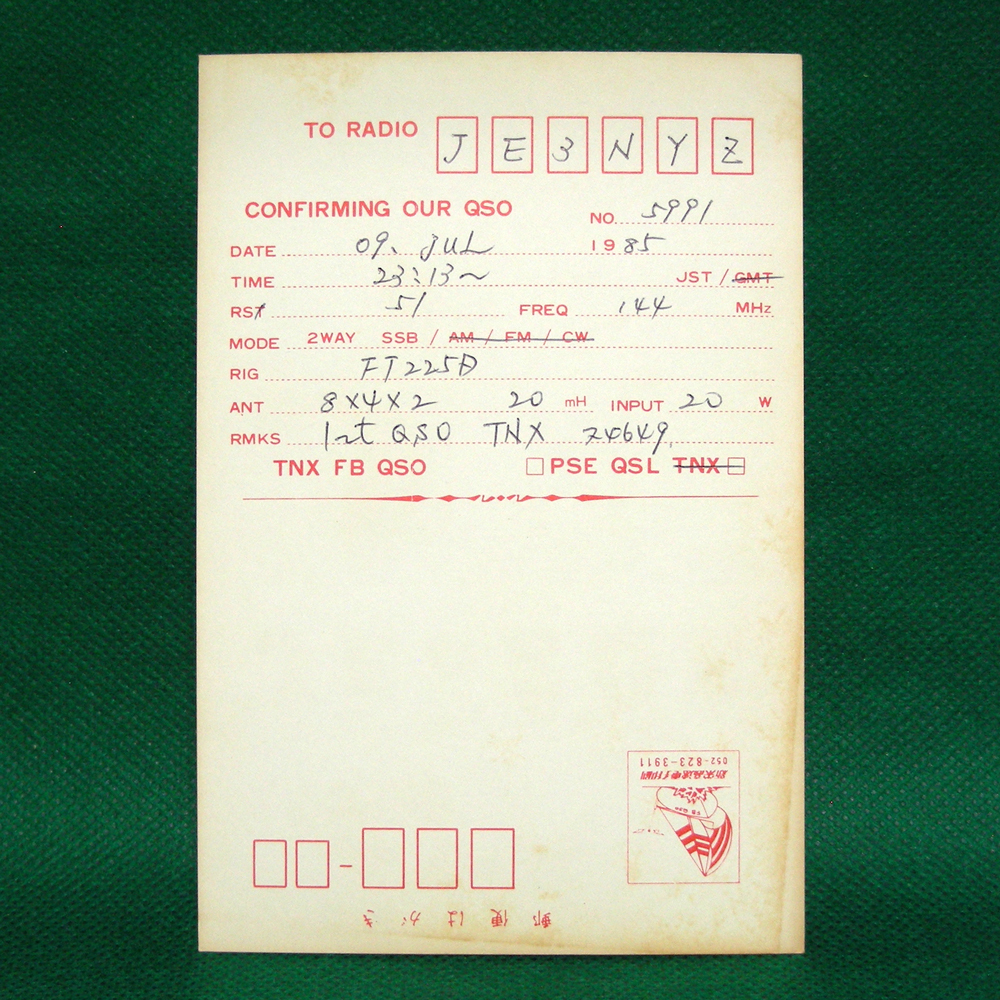 TO RADIO JE3NYZ
CONFIRMING OUR QSO NO. 5991
DATE 09. JUL 1985
TIME 23:13~ JST / GMT
RST 51 FREQ 144 MHz
MODE 2WAY SSB / AM / FM / CW
RIG FT225D
ANT 8X4X2 20 mH INPUT 20 W
RMKS 1st QSO TNX
TNX FB QSO □ PSE QSL TNX □
052-823-3911
郵便はがき